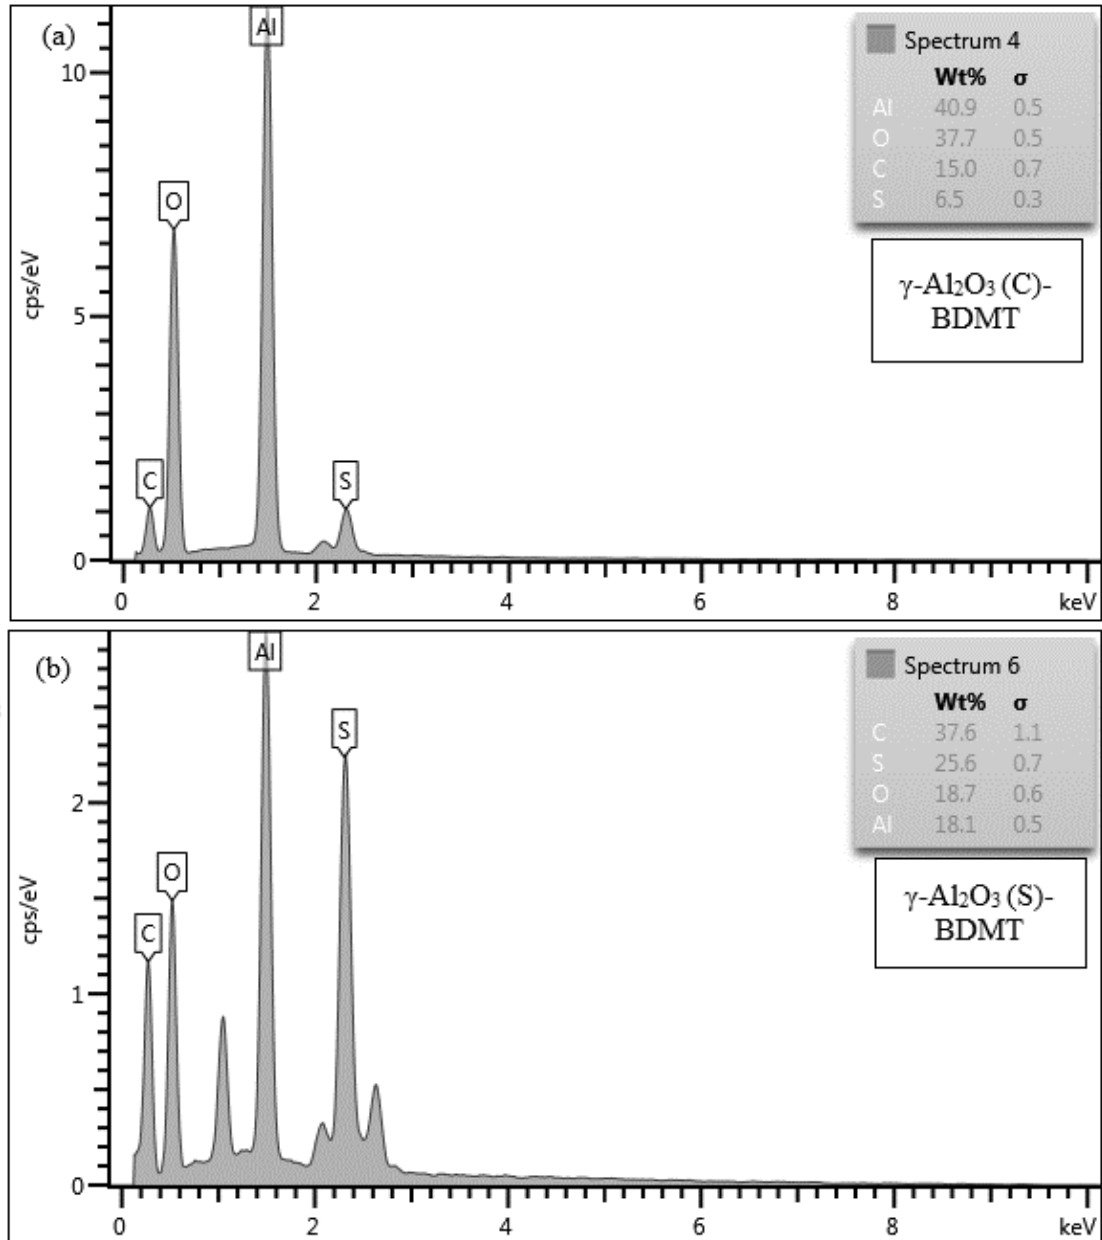 (a)
Al
Spectrum 4
Wt% σ
Al 40.9 0.5
O 37.7 0.5
C 15.0 0.7
S 6.5 0.3
γ-Al₂O₃ (C)-
BDMT
10
O
cps/eV
5
C
S
0
0 2 4 6 8 keV
(b)
Al
Spectrum 6
Wt% σ
C 37.6 1.1
S 25.6 0.7
O 18.7 0.6
Al 18.1 0.5
γ-Al₂O₃ (S)-
BDMT
S
2
O
cps/eV
C
1
0
0 2 4 6 8 keV